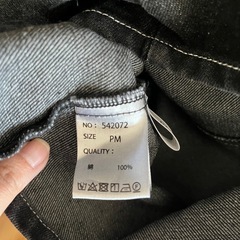 NO : 542072
SIZE PM
QUALITY :
綿 100%